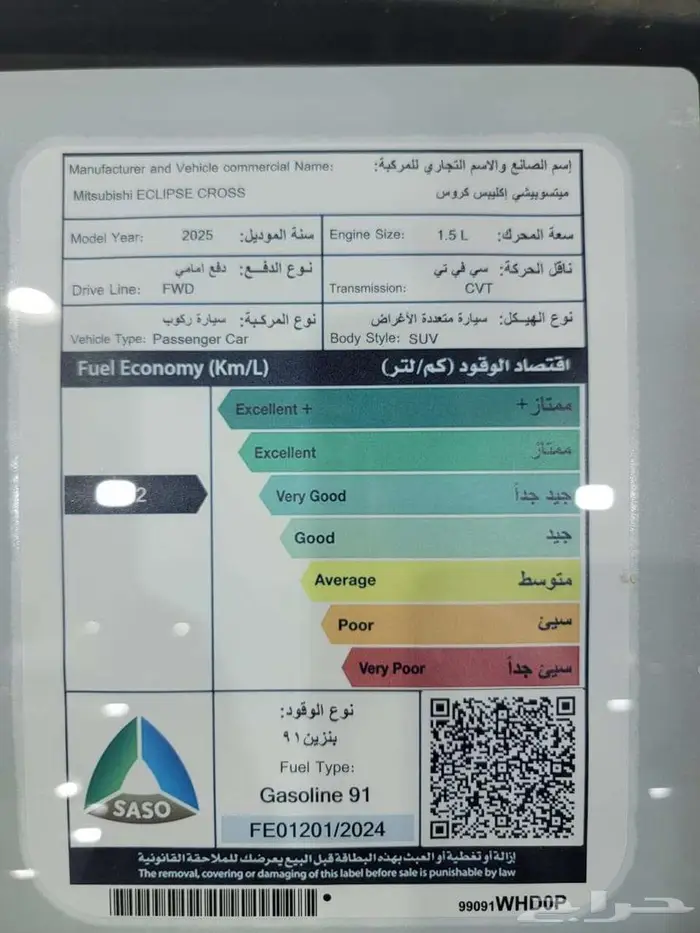 Manufacturer and Vehicle commercial Name: إسم الصانع والاسم التجاري للمركبة:
Mitsubishi ECLIPSE CROSS ميتسوبيشي إكليبس كروس
Model Year: 2025 سنة الموديل:
Engine Size: 1.5 L سعة المحرك:
نوع الدفع: دفع امامي
Drive Line: FWD
ناقل الحركة: سي في تي
Transmission: CVT
نوع المركبة: سيارة ركوب
Vehicle Type: Passenger Car
نوع الهيكل: سيارة متعددة الأغراض
Body Style: SUV
Fuel Economy (Km/L) اقتصاد الوقود (كم/لتر)
Excellent + ممتاز +
Excellent ممتاز
Very Good جيد جداً
Good جيد
Average متوسط
Poor سيئ
Very Poor سيئ جداً
SASO
نوع الوقود:
بنزين ٩١
Fuel Type:
Gasoline 91
FE01201/2024
إزالة أو تغطية أو العبث بهذه البطاقة قبل البيع يعرضك للملاحقة القانونية
The removal, covering or damaging of this label before sale is punishable by law
99091WHD0P
حراج